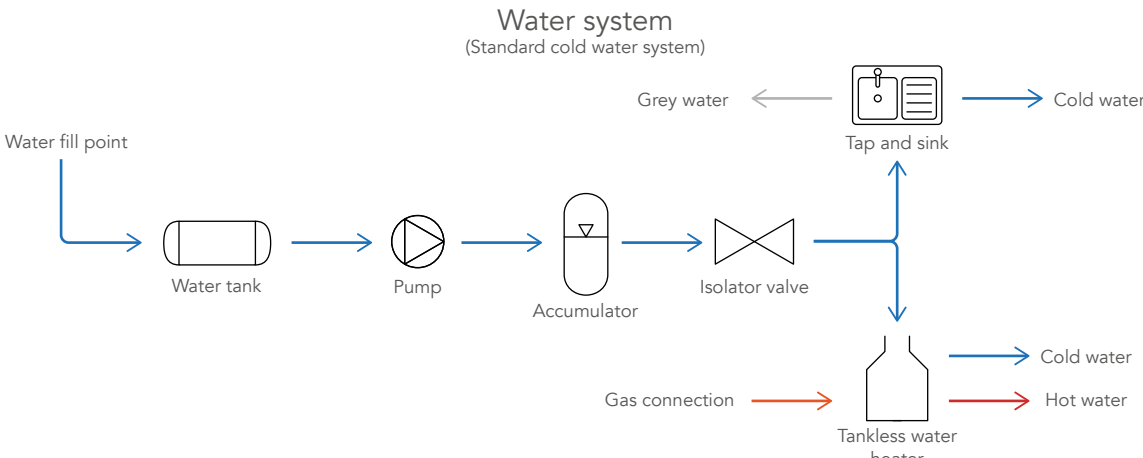 Water system
(Standard cold water system)
Grey water
Cold water
Tap and sink
Water fill point
Water tank
Pump
Accumulator
Isolator valve
Cold water
Gas connection
Hot water
Tankless water
heater